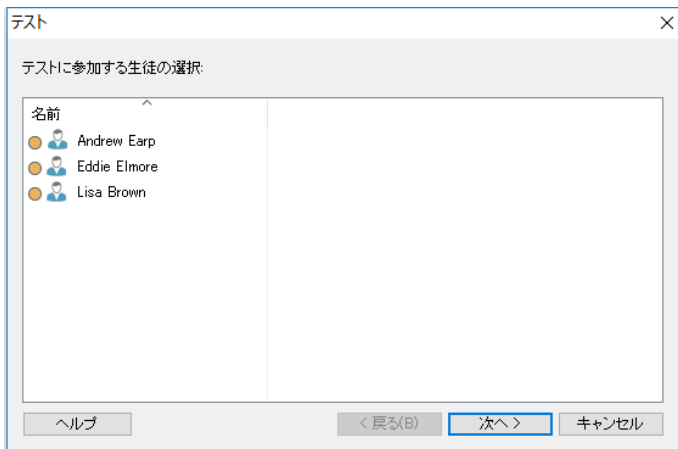 テスト
テストに参加する生徒の選択:
名前
Andrew Earp
Eddie Elmore
Lisa Brown
ヘルプ
< 戻る(B)
次へ >
キャンセル